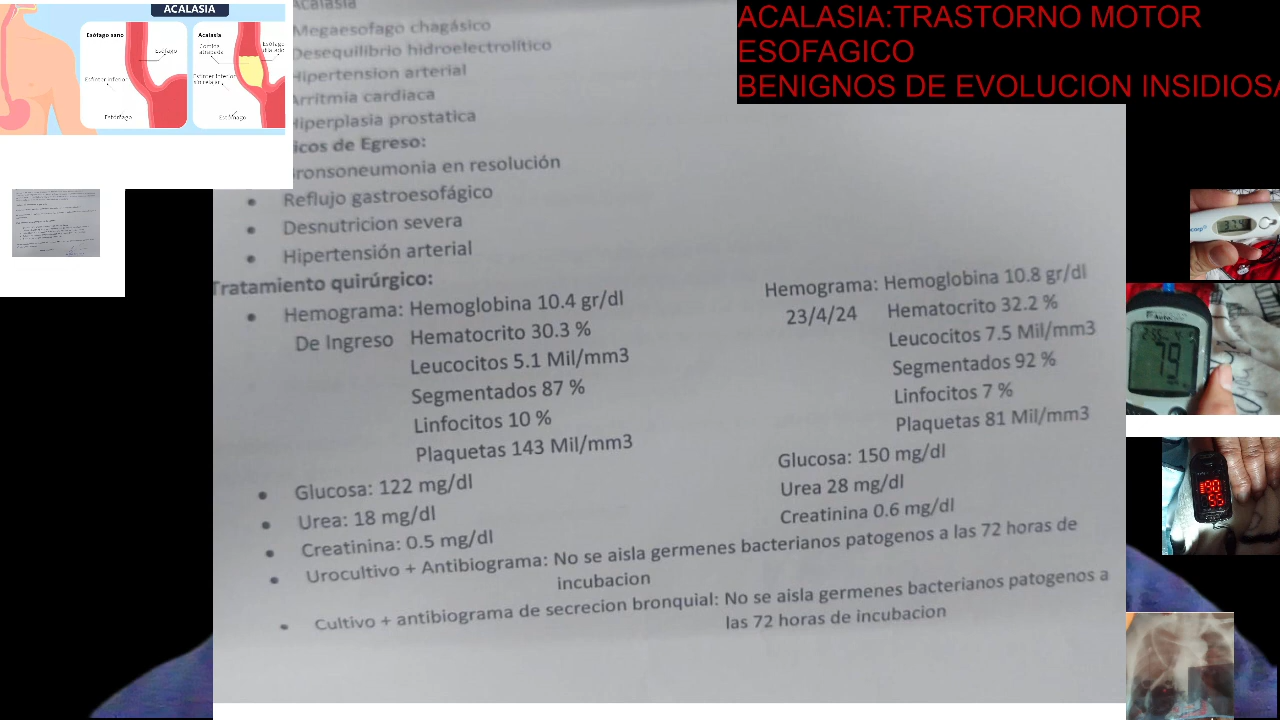 ACALASIA
Esófago sano
Acalasia
Esófago
Estómago
ACALASIA:TRASTORNO MOTOR
ESOFAGICO
BENIGNOS DE EVOLUCION INSIDIOSA
Acalasia
Megaesofago chagásico
Desequilibrio hidroelectrolítico
Hipertension arterial
Arritmia cardiaca
Hiperplasia prostatica
icos de Egreso:
Bronsoneumonia en resolución
Reflujo gastroesofágico
Desnutricion severa
Hipertensión arterial
Tratamiento quirúrgico:
Hemograma: Hemoglobina 10.4 gr/dl
De Ingreso Hematocrito 30.3 %
Leucocitos 5.1 Mil/mm3
Segmentados 87 %
Linfocitos 10 %
Plaquetas 143 Mil/mm3
Glucosa: 122 mg/dl
Urea: 18 mg/dl
Creatinina: 0.5 mg/dl
Hemograma: Hemoglobina 10.8 gr/dl
23/4/24 Hematocrito 32.2 %
Leucocitos 7.5 Mil/mm3
Segmentados 92 %
Linfocitos 7 %
Plaquetas 81 Mil/mm3
Glucosa: 150 mg/dl
Urea 28 mg/dl
Creatinina 0.6 mg/dl
Urocultivo + Antibiograma: No se aisla germenes bacterianos patogenos a las 72 horas de
incubacion
Cultivo + antibiograma de secrecion bronquial: No se aisla germenes bacterianos patogenos a
las 72 horas de incubacion
79
90
55